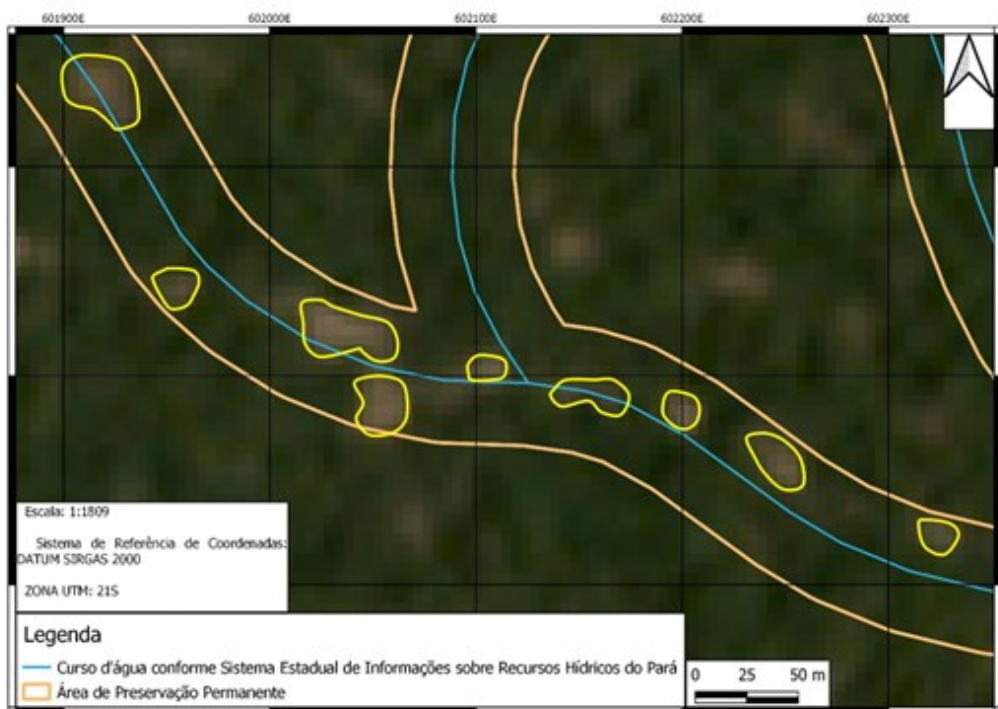 601900E 602000E 602100E 602200E 602300E
Escala: 1:1809
Sistema de Referência de Coordenadas:
DATUM SIRGAS 2000
ZONA UTM: 21S
Legenda
Curso d'água conforme Sistema Estadual de Informações sobre Recursos Hídricos do Pará
Área de Preservação Permanente
0 25 50 m